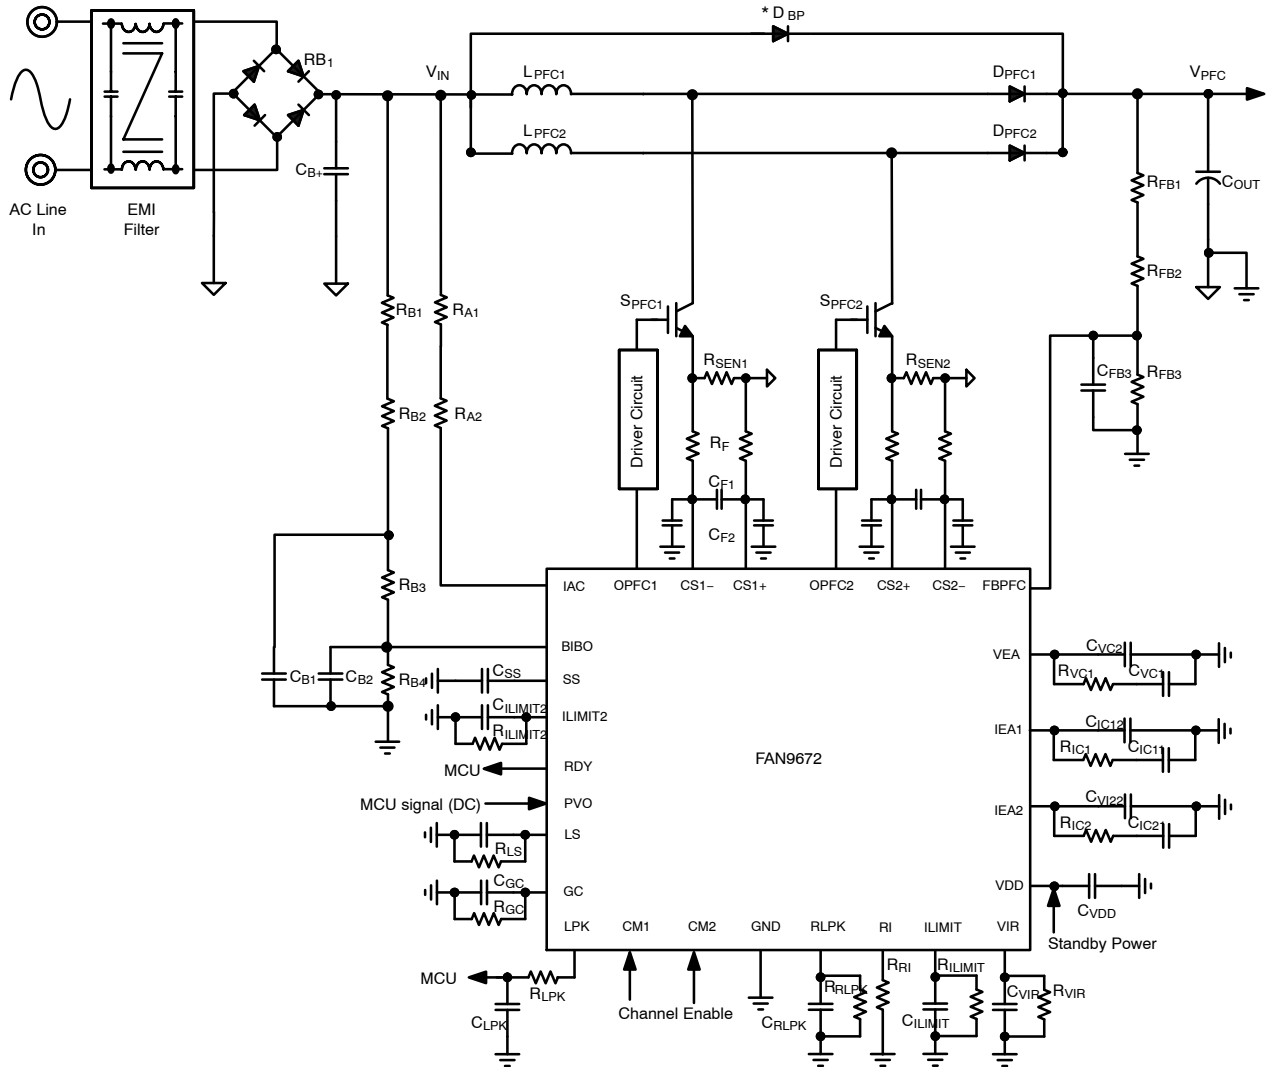 * D BP
RB1
VIN
L PFC1
DPFC1
VPFC
L PFC2
DPFC2
CB+
RFB1
COUT
AC Line
In
EMI
Filter
RFB2
RB1
RA1
SPFC1
SPFC2
RSEN1
RSEN2
CFB3
RFB3
RB2
RA2
Driver Circuit
RF
Driver Circuit
CF1
CF2
RB3
IAC
OPFC1
CS1−
CS1+
OPFC2
CS2+
CS2−
FBPFC
BIBO
VEA
CVC2
RVC1
CVC1
CB1
CB2
RB4
CSS
SS
CILIMIT2
ILIMIT2
RILIMIT2
IEA1
CIC12
RIC1
CIC11
MCU
RDY
FAN9672
MCU signal (DC)
PVO
IEA2
CVI22
RIC2
CIC21
LS
RLS
CGC
GC
RGC
VDD
CVDD
Standby Power
LPK
CM1
CM2
GND
RLPK
RI
ILIMIT
VIR
MCU
RLPK
CLPK
Channel Enable
RRLPK
CRLPK
RRI
RILIMIT
CILIMIT
CVIR
RVIR